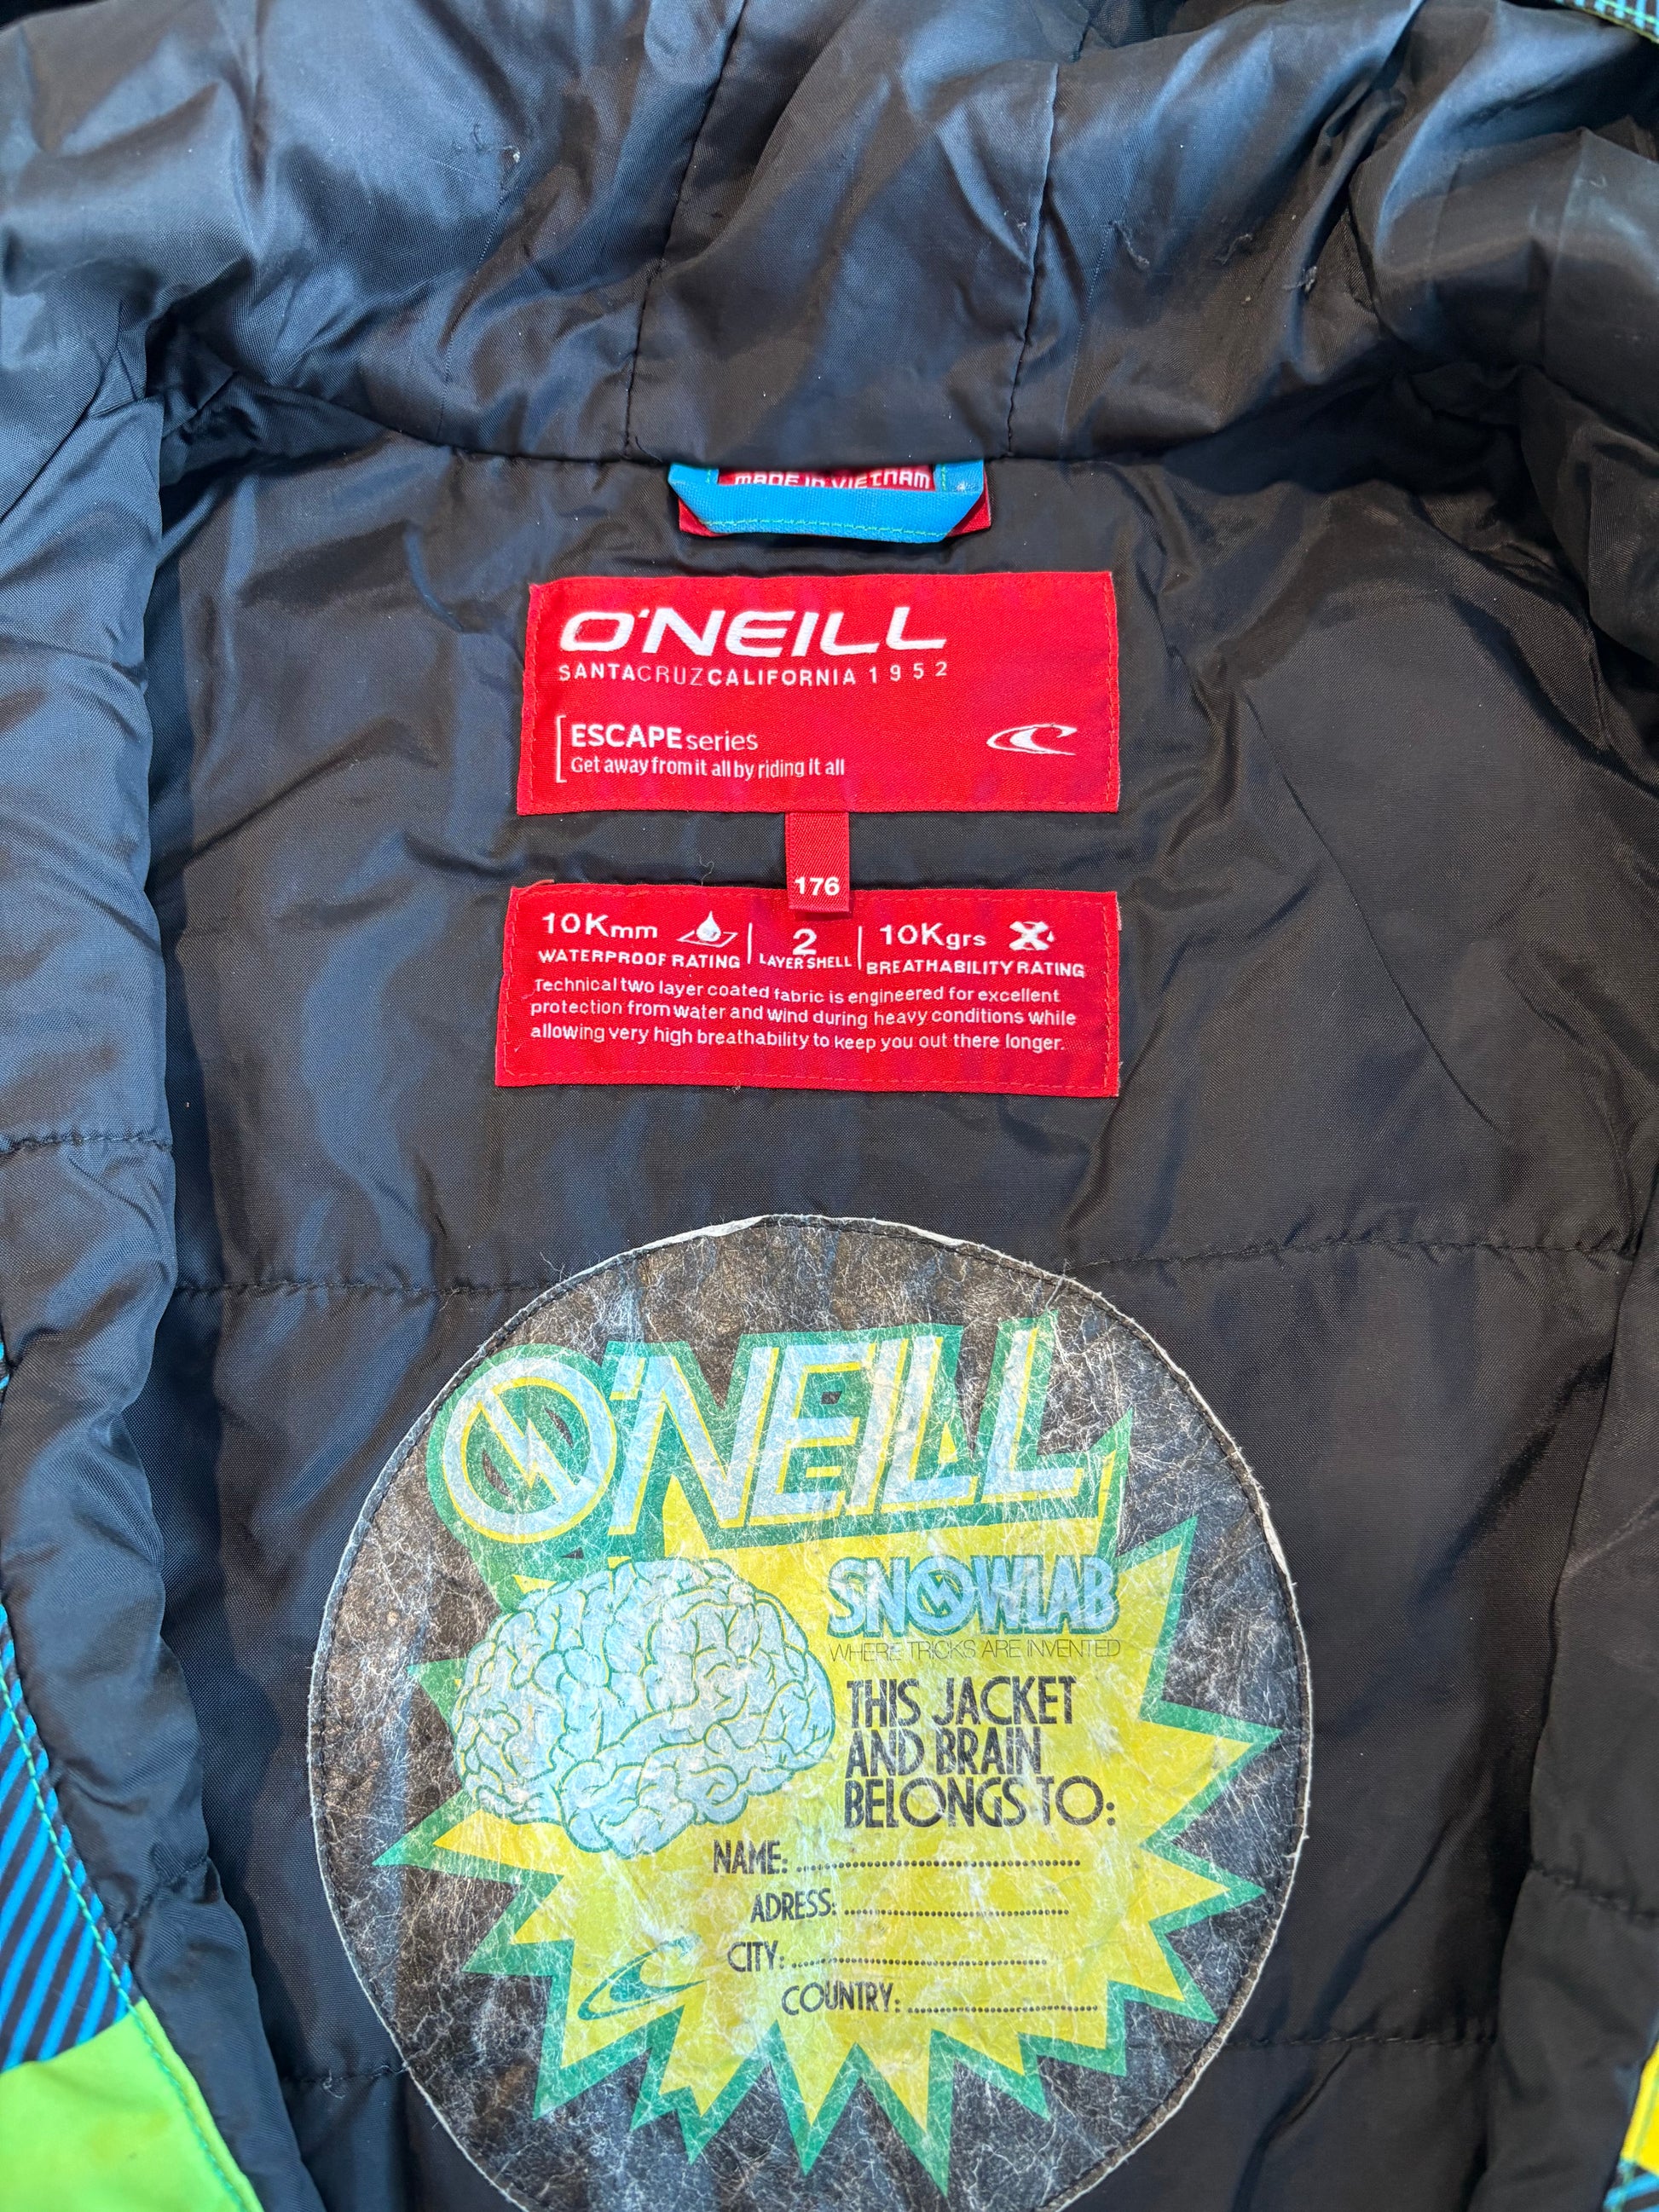 MADE IN VIETNAM
O'NEILL
SANTACRUZCALIFORNIA 1952
ESCAPE series
Get away from it all by riding it all
176
10Kmm
WATERPROOF RATING
2
LAYER SHELL
10Kgrs
BREATHABILITY RATING
Technical two layer coated fabric is engineered for excellent
protection from water and wind during heavy conditions while
allowing very high breathability to keep you out there longer.
O'NEILL
SNOWLAB
WHERE TRICKS ARE INVENTED
THIS JACKET
AND BRAIN
BELONGS TO:
NAME:
ADRESS:
CITY:
COUNTRY: